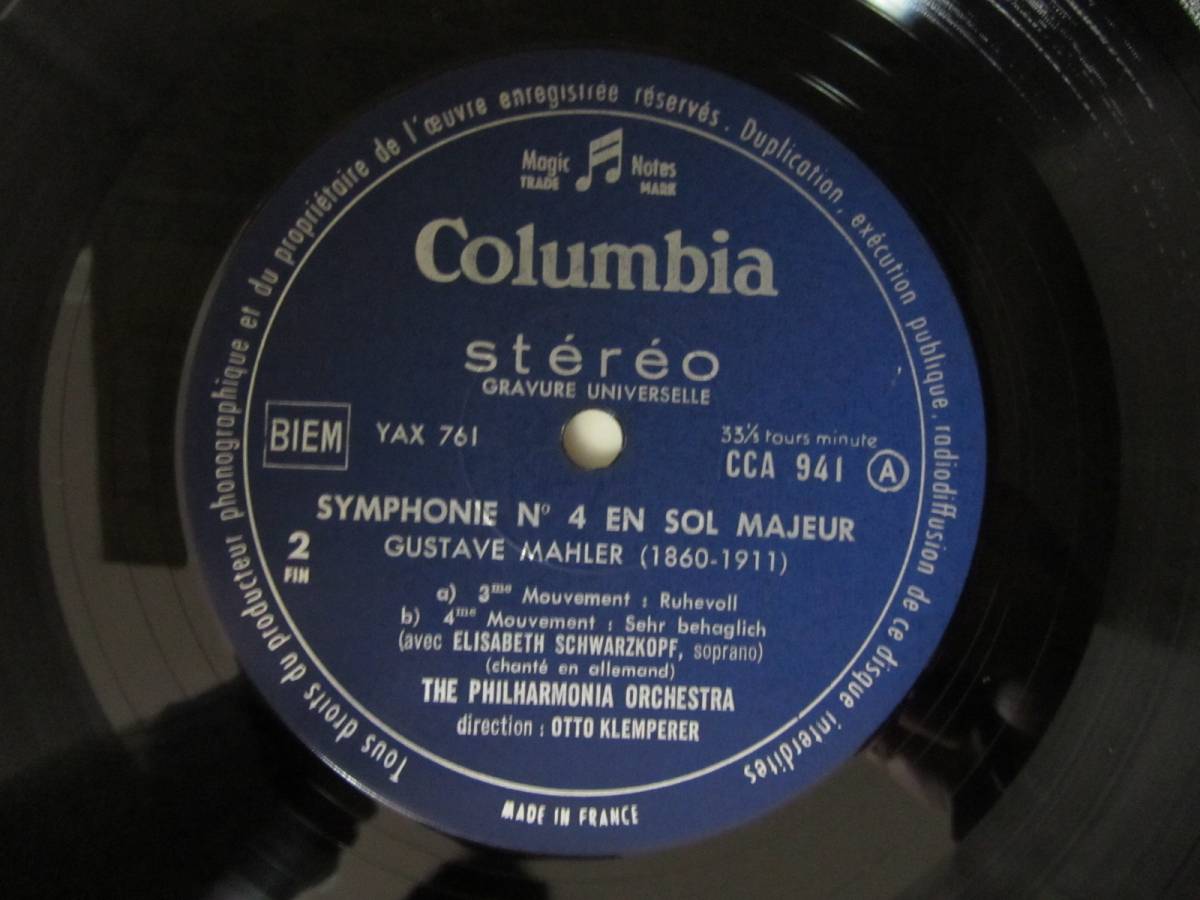 Tous droits du producteur phonographique et du propriétaire de l'œuvre enregistrée réservés. Duplication, exécution publique, radiodiffusion de ce disque interdites
Magic Notes
TRADE MARK
Columbia
stéréo
GRAVURE UNIVERSELLE
BIEM YAX 761 33⅓ tours minute
CCA 941 A
SYMPHONIE Nº 4 EN SOL MAJEUR
2 GUSTAVE MAHLER (1860-1911)
FIN
a) 3me Mouvement : Ruhevoll
b) 4me Mouvement : Sehr behaglich
(avec ELISABETH SCHWARZKOPF, soprano)
(chanté en allemand)
THE PHILHARMONIA ORCHESTRA
direction : OTTO KLEMPERER
MADE IN FRANCE